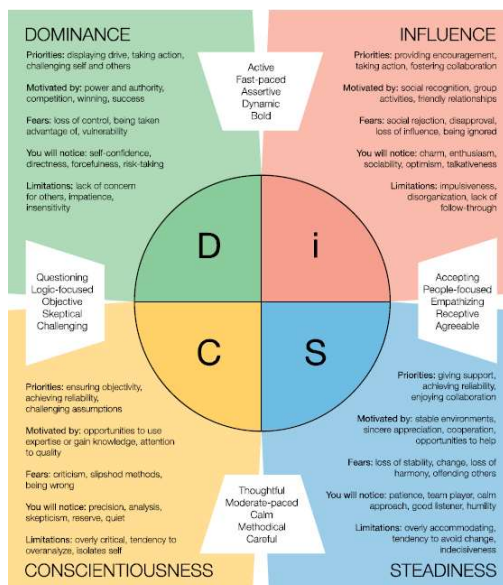 DOMINANCE
Priorities: displaying drive, taking action,
challenging self and others
Motivated by: power and authority,
competition, winning, success
Fears: loss of control, being taken
advantage of, vulnerability
You will notice: self-confidence,
directness, forcefulness, risk-taking
Limitations: lack of concern
for others, impatience,
insensitivity
Active
Fast-paced
Assertive
Dynamic
Bold
INFLUENCE
Priorities: providing encouragement,
taking action, fostering collaboration
Motivated by: social recognition, group
activities, friendly relationships
Fears: social rejection, disapproval,
loss of influence, being ignored
You will notice: charm, enthusiasm,
sociability, optimism, talkativeness
Limitations: impulsiveness,
disorganization, lack of
follow-through
D
i
Questioning
Logic-focused
Objective
Skeptical
Challenging
Accepting
People-focused
Empathizing
Receptive
Agreeable
C
S
Priorities: ensuring objectivity,
achieving reliability,
challenging assumptions
Motivated by: opportunities to use
expertise or gain knowledge, attention
to quality
Fears: criticism, slipshod methods,
being wrong
You will notice: precision, analysis,
skepticism, reserve, quiet
Limitations: overly critical, tendency to
overanalyze, isolates self
CONSCIENTIOUSNESS
Thoughtful
Moderate-paced
Calm
Methodical
Careful
Priorities: giving support,
achieving reliability,
enjoying collaboration
Motivated by: stable environments,
sincere appreciation, cooperation,
opportunities to help
Fears: loss of stability, change, loss of
harmony, offending others
You will notice: patience, team player, calm
approach, good listener, humility
Limitations: overly accommodating,
tendency to avoid change,
indecisiveness
STEADINESS